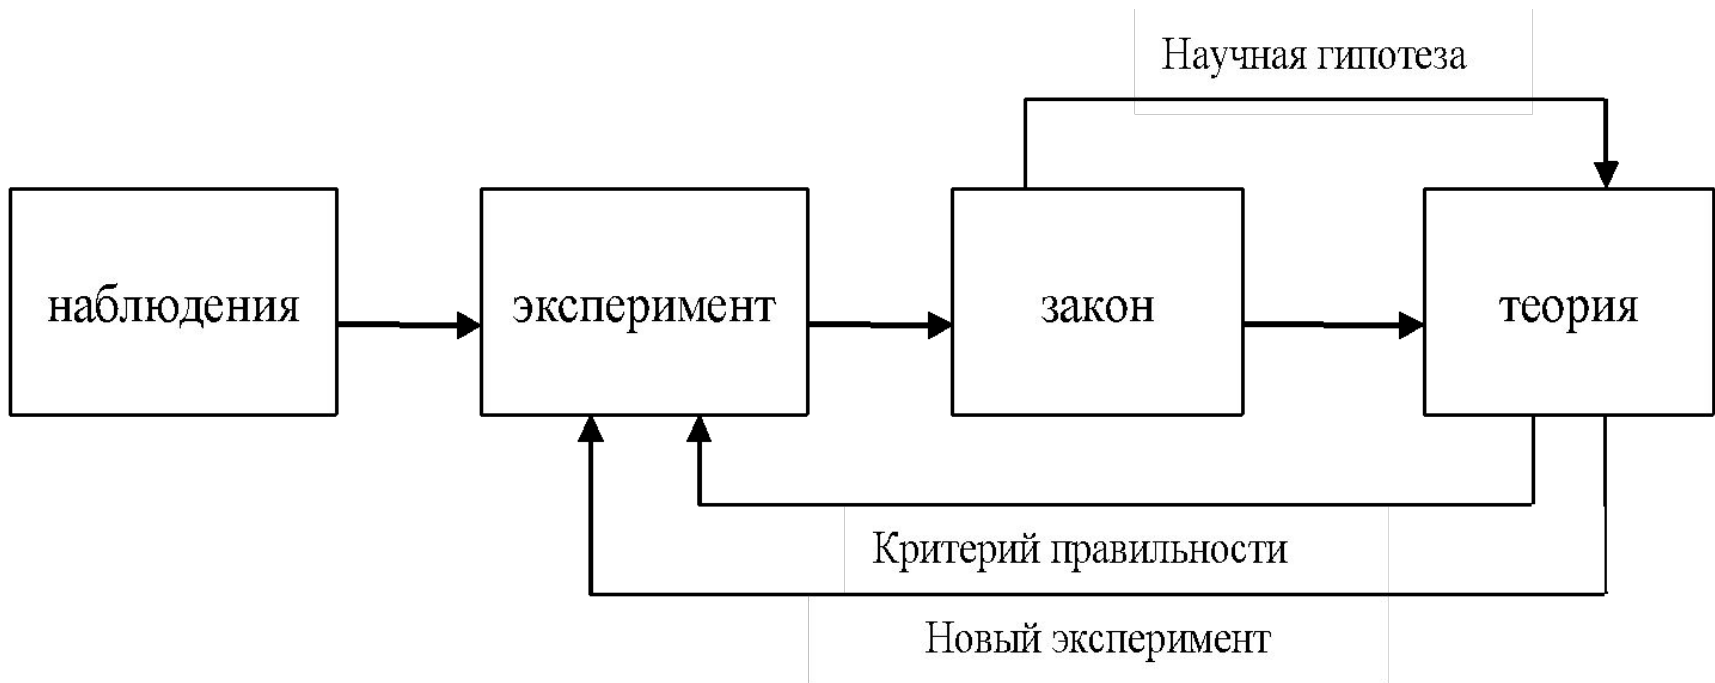 Научная гипотеза
наблюдения
эксперимент
закон
теория
Критерий правильности
Новый эксперимент